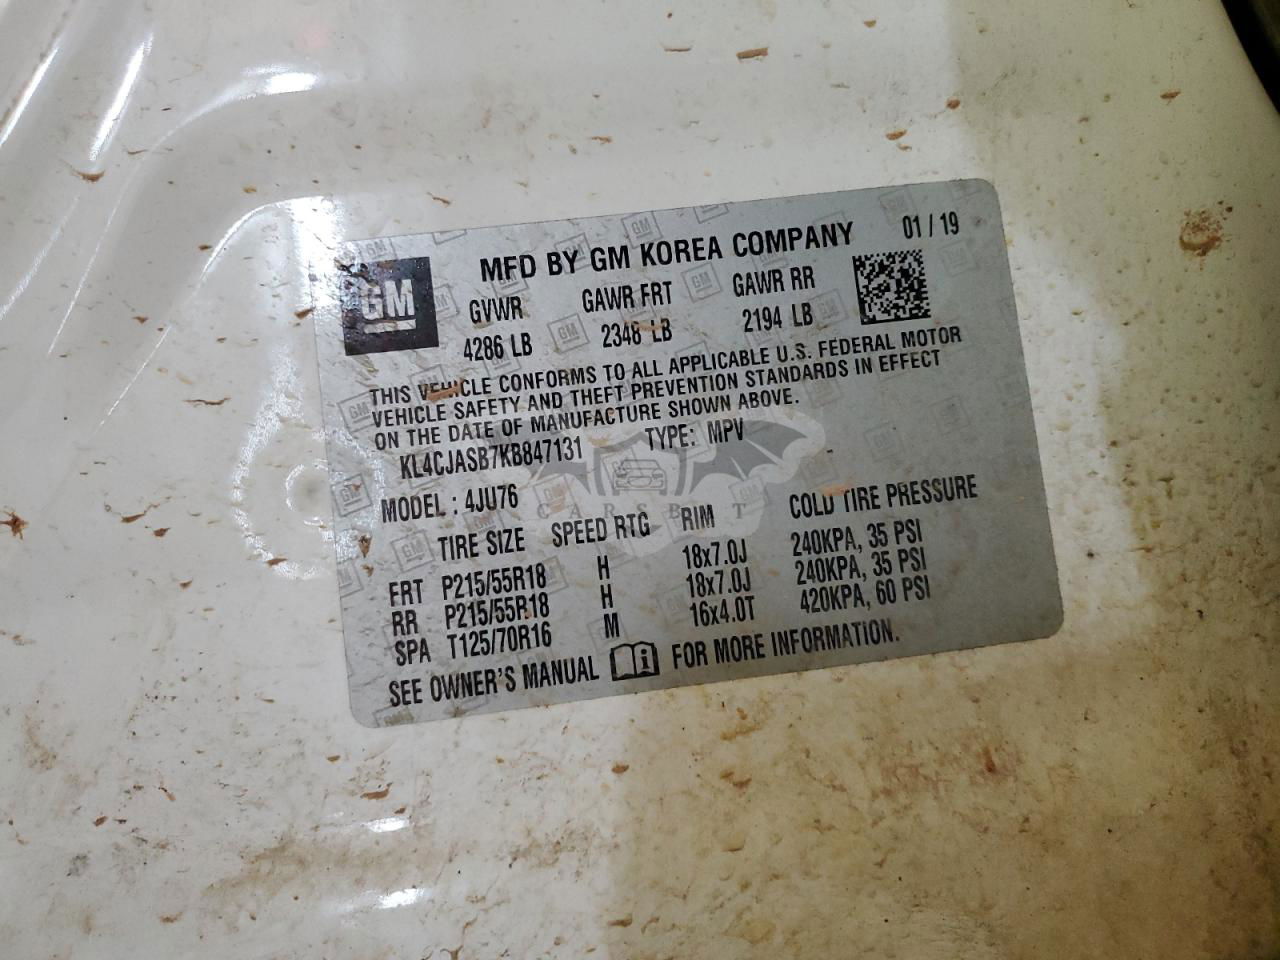 MFD BY GM KOREA COMPANY 01 / 19
GM
GVWR GAWR FRT GAWR RR
4286 LB 2348 LB 2194 LB
THIS VEHICLE CONFORMS TO ALL APPLICABLE U.S. FEDERAL MOTOR
VEHICLE SAFETY AND THEFT PREVENTION STANDARDS IN EFFECT
ON THE DATE OF MANUFACTURE SHOWN ABOVE.
KL4CJASB7KB847131 TYPE: MPV
MODEL : 4JU76
CARSBAT
TIRE SIZE SPEED RTG RIM COLD TIRE PRESSURE
FRT P215/55R18 H 18x7.0J 240KPA, 35 PSI
RR P215/55R18 H 18x7.0J 240KPA, 35 PSI
SPA T125/70R16 M 16x4.0T 420KPA, 60 PSI
SEE OWNER'S MANUAL FOR MORE INFORMATION.